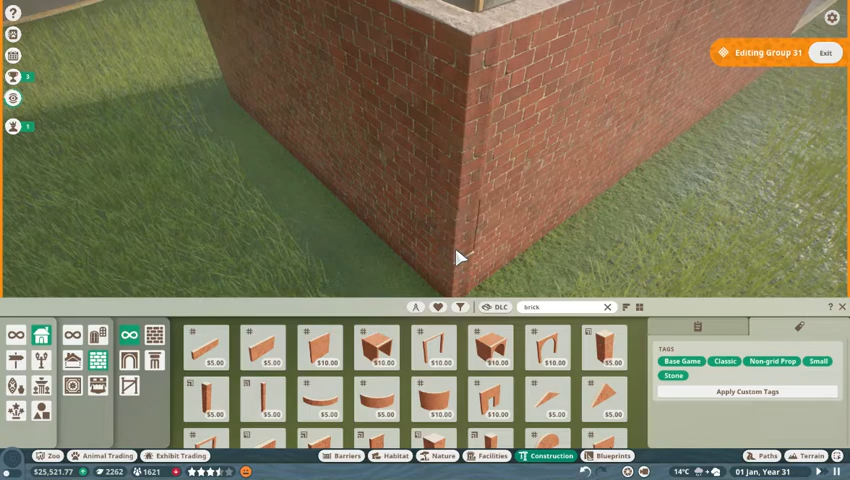 ?
Editing Group 31
Exit
3
1
DLC
brick
?
$5.00 $5.00 $10.00 $10.00 $10.00 $10.00 $10.00 $5.00
TAGS
Base Game Classic Non-grid Prop Small
Stone
Apply Custom Tags
$5.00 $5.00 $5.00 $5.00 $10.00 $10.00 $5.00 $5.00
Zoo Animal Trading Exhibit Trading Barriers Habitat Nature Facilities Construction Blueprints Paths Terrain
$25,521.77 2262 1621 14°C 01 Jan, Year 31